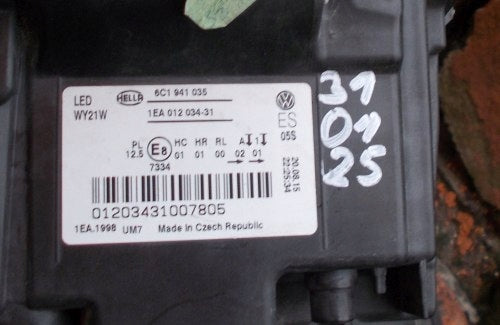 LED
WY21W
HELLA
6C1 941 035
1EA 012 034-31
ES
05S
PL
12.5
E8
7334
HC HR RL A 1
01 01 00 02 01
20.08.15
22:25:34
01203431007805
1EA.1998 UM7 Made in Czech Republic
31
01
25